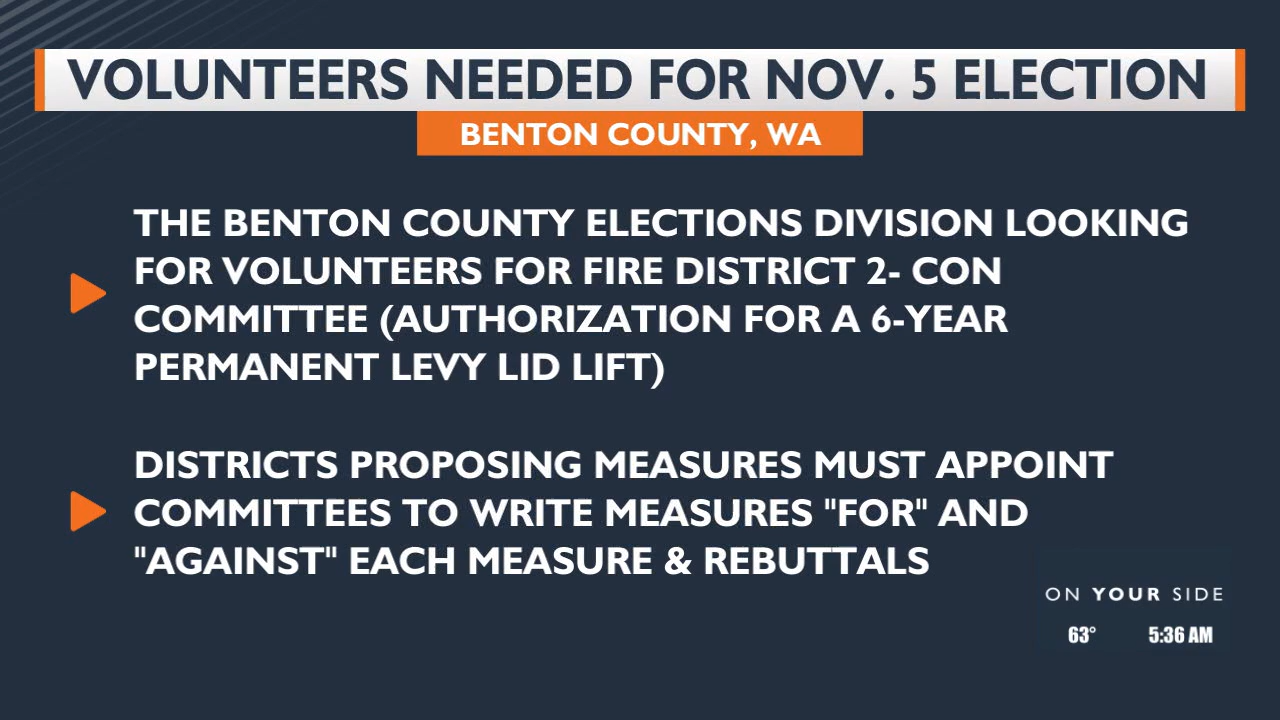 VOLUNTEERS NEEDED FOR NOV. 5 ELECTION
BENTON COUNTY, WA
THE BENTON COUNTY ELECTIONS DIVISION LOOKING
FOR VOLUNTEERS FOR FIRE DISTRICT 2- CON
COMMITTEE (AUTHORIZATION FOR A 6-YEAR
PERMANENT LEVY LID LIFT)
DISTRICTS PROPOSING MEASURES MUST APPOINT
COMMITTEES TO WRITE MEASURES "FOR" AND
"AGAINST" EACH MEASURE & REBUTTALS
ON YOUR SIDE
63° 5:36 AM